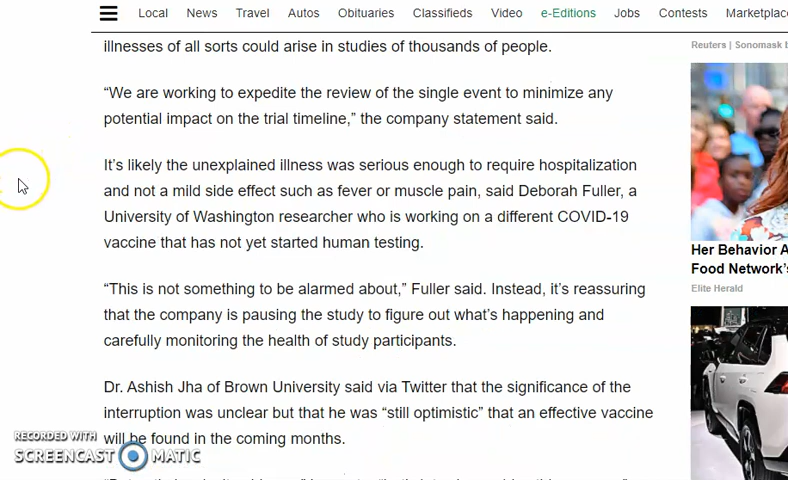 Local News Travel Autos Obituaries Classifieds Video e-Editions Jobs Contests Marketplace
illnesses of all sorts could arise in studies of thousands of people.
Reuters | Sonomask
“We are working to expedite the review of the single event to minimize any
potential impact on the trial timeline,” the company statement said.
It’s likely the unexplained illness was serious enough to require hospitalization
and not a mild side effect such as fever or muscle pain, said Deborah Fuller, a
University of Washington researcher who is working on a different COVID-19
vaccine that has not yet started human testing.
Her Behavior A
Food Network’s
Elite Herald
“This is not something to be alarmed about,” Fuller said. Instead, it’s reassuring
that the company is pausing the study to figure out what’s happening and
carefully monitoring the health of study participants.
Dr. Ashish Jha of Brown University said via Twitter that the significance of the
interruption was unclear but that he was “still optimistic” that an effective vaccine
will be found in the coming months.
RECORDED WITH
SCREENCAST MATIC